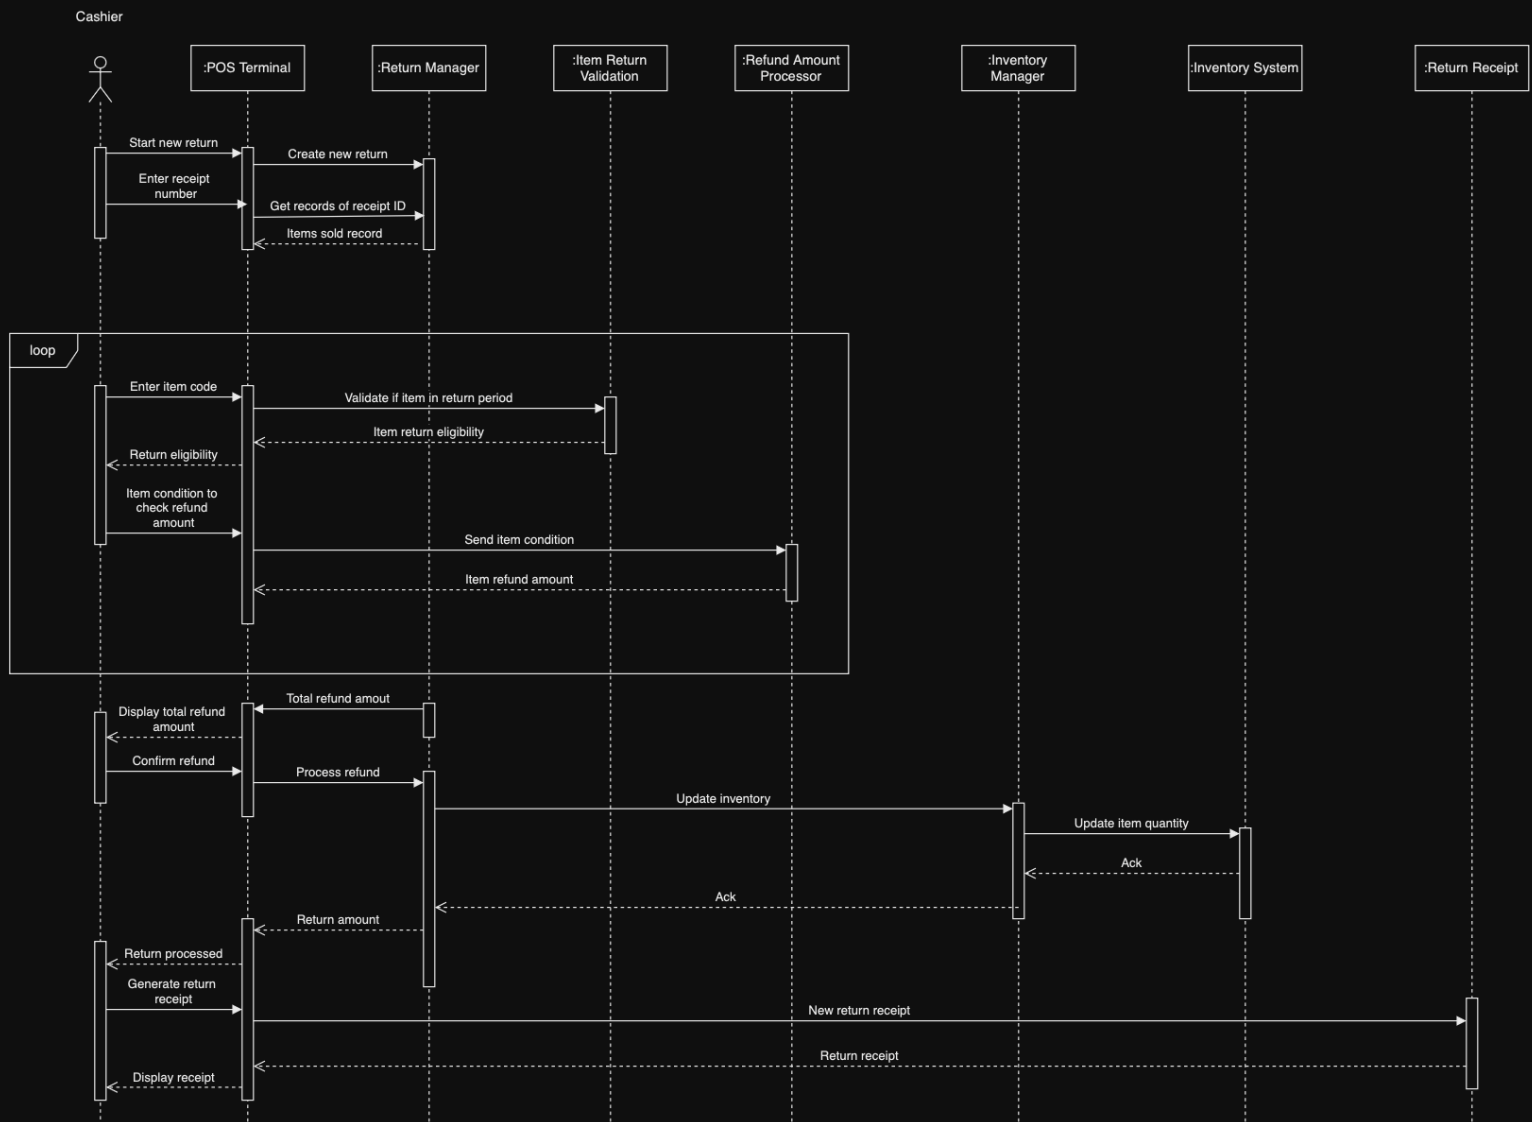 Cashier
:POS Terminal
:Return Manager
:Item Return
Validation
:Refund Amount
Processor
:Inventory
Manager
:Inventory System
:Return Receipt
Start new return
Create new return
Enter receipt
number
Get records of receipt ID
Items sold record
loop
Enter item code
Validate if item in return period
Item return eligibility
Return eligibility
Item condition to
check refund
amount
Send item condition
Item refund amount
Total refund amout
Display total refund
amount
Confirm refund
Process refund
Update inventory
Update item quantity
Ack
Ack
Return amount
Return processed
Generate return
receipt
New return receipt
Return receipt
Display receipt